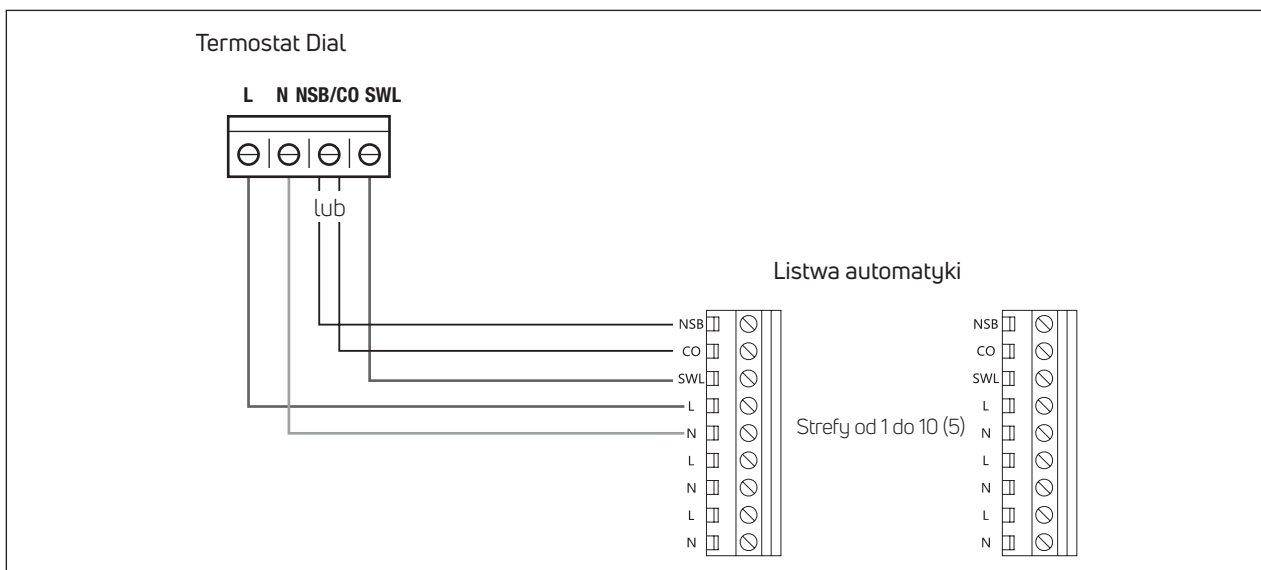 Termostat Dial
L N NSB/CO SWL
lub
Listwa automatyki
NSB
CO
SWL
L
N
L
N
L
N
Strefy od 1 do 10 (5)
NSB
CO
SWL
L
N
L
N
L
N